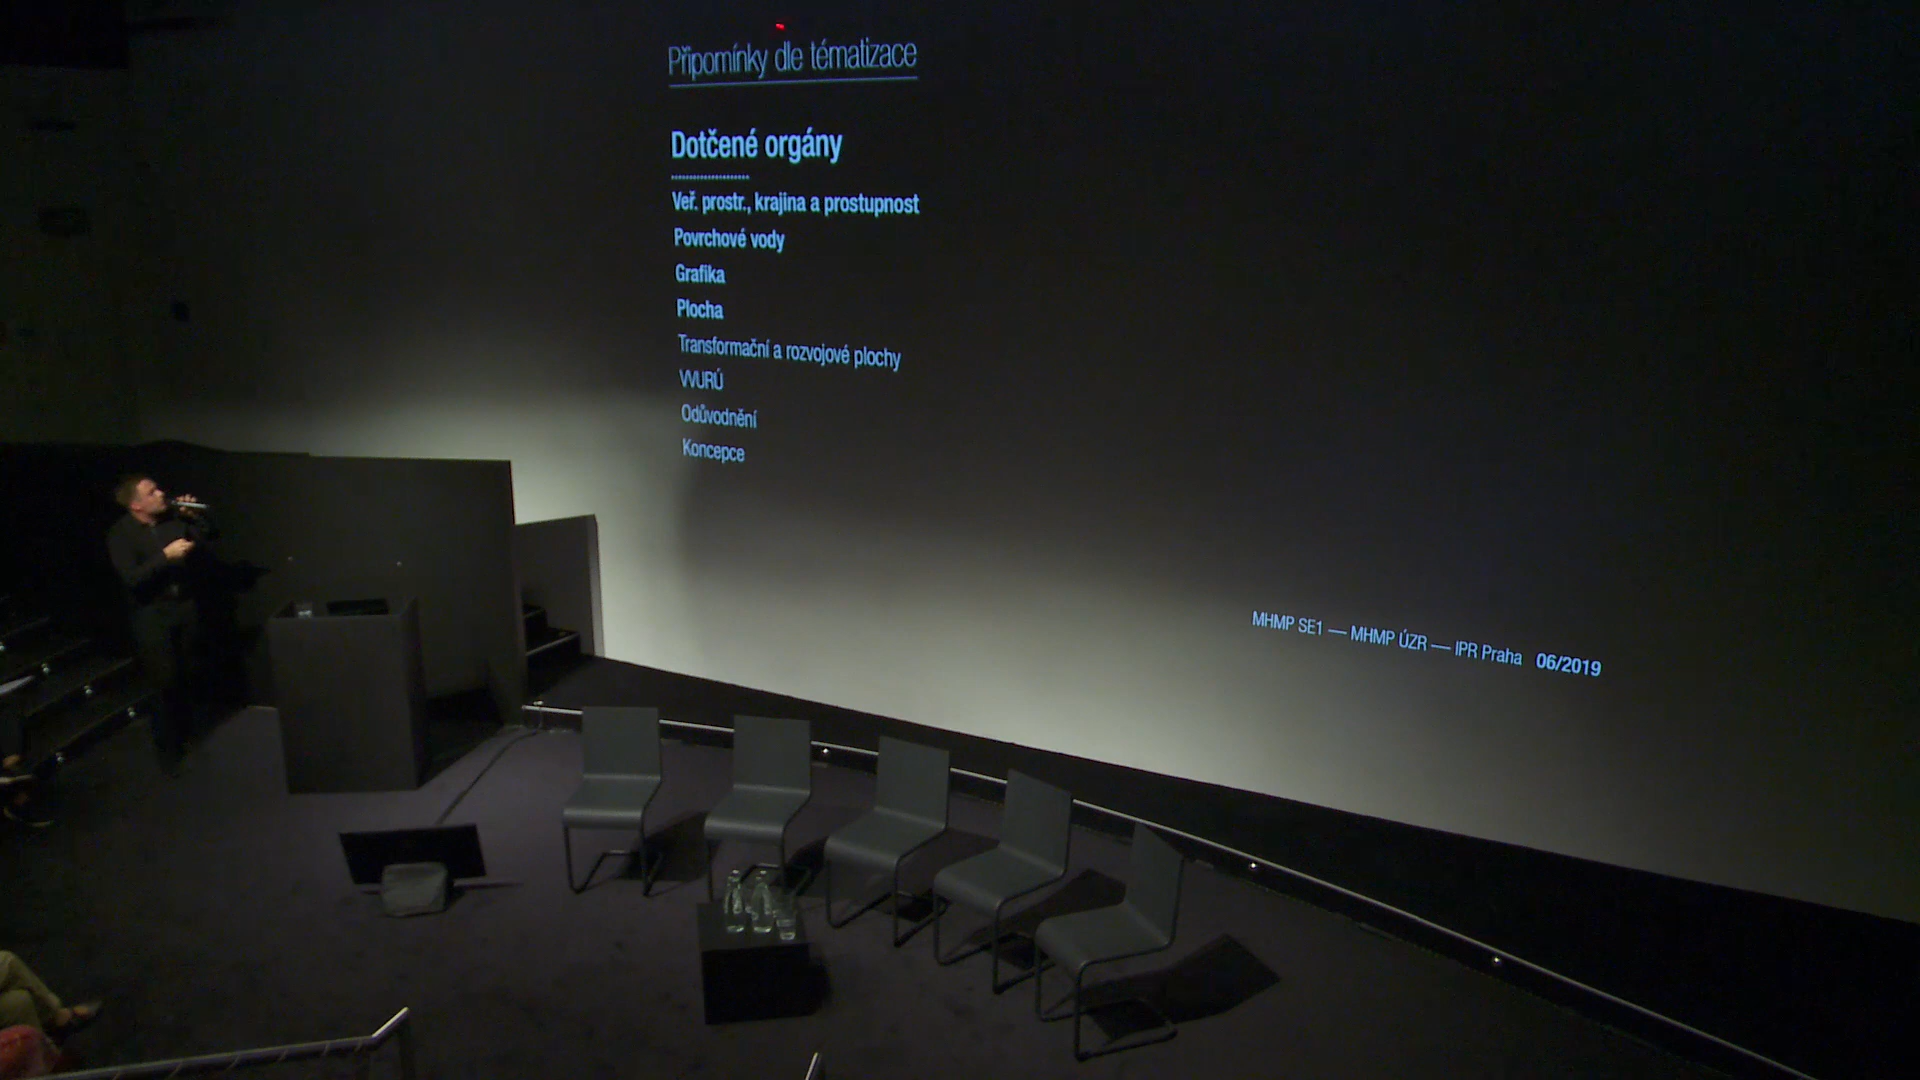 Připomínky dle tématizace
Dotčené orgány
Veř. prostr., krajina a prostupnost
Povrchové vody
Grafika
Plocha
Transformační a rozvojové plochy
VVURÚ
Odůvodnění
Koncepce
MHMP SE1 — MHMP ÚZR — IPR Praha 06/2019